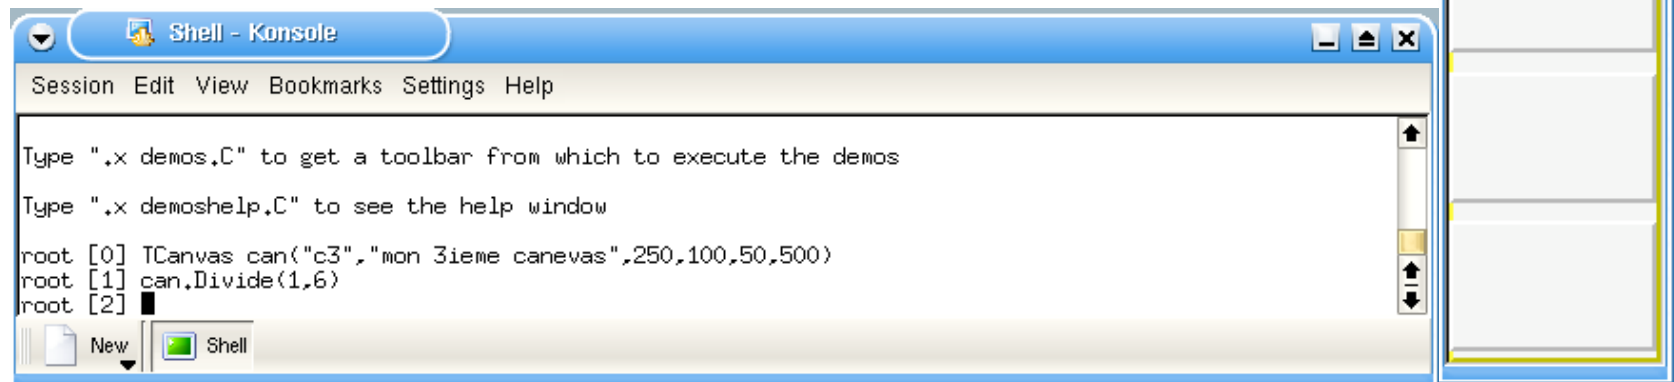 Shell - Konsole
Session Edit View Bookmarks Settings Help
Type ".x demos.C" to get a toolbar from which to execute the demos
Type ".x demoshelp.C" to see the help window
root [0] TCanvas can("c3","mon 3ieme canevas",250,100,50,500)
root [1] can.Divide(1,6)
root [2]
New Shell